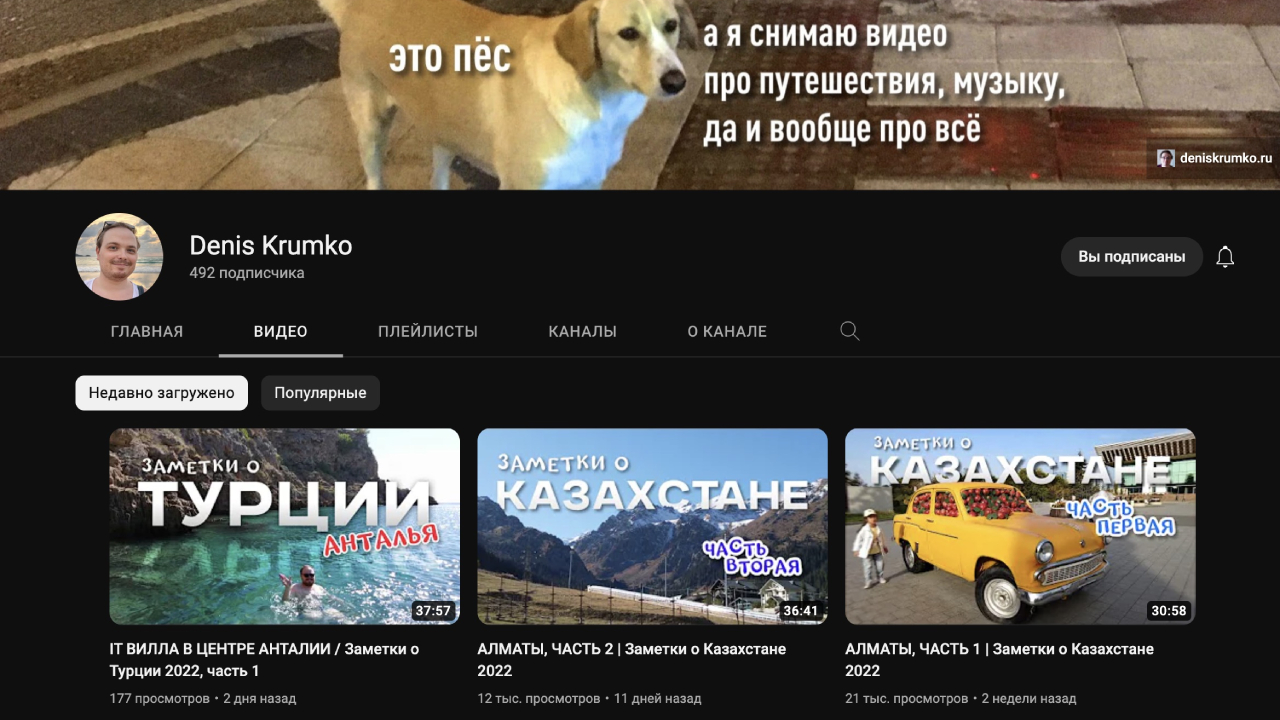 это пёс
а я снимаю видео
про путешествия, музыку,
да и вообще про всё
deniskrumko.ru
Denis Krumko
492 подписчика
Вы подписаны
ГЛАВНАЯ
ВИДЕО
ПЛЕЙЛИСТЫ
КАНАЛЫ
О КАНАЛЕ
Недавно загружено
Популярные
ЗАМЕТКИ О
ТУРЦИИ
АНТАЛЬЯ
37:57
ЗАМЕТКИ О
КАЗАХСТАНЕ
ЧАСТЬ
ВТОРАЯ
36:41
ЗАМЕТКИ О
КАЗАХСТАНЕ
ЧАСТЬ
ПЕРВАЯ
30:58
IT ВИЛЛА В ЦЕНТРЕ АНТАЛИИ / Заметки о
Турции 2022, часть 1
177 просмотров • 2 дня назад
АЛМАТЫ, ЧАСТЬ 2 | Заметки о Казахстане
2022
12 тыс. просмотров • 11 дней назад
АЛМАТЫ, ЧАСТЬ 1 | Заметки о Казахстане
2022
21 тыс. просмотров • 2 недели назад